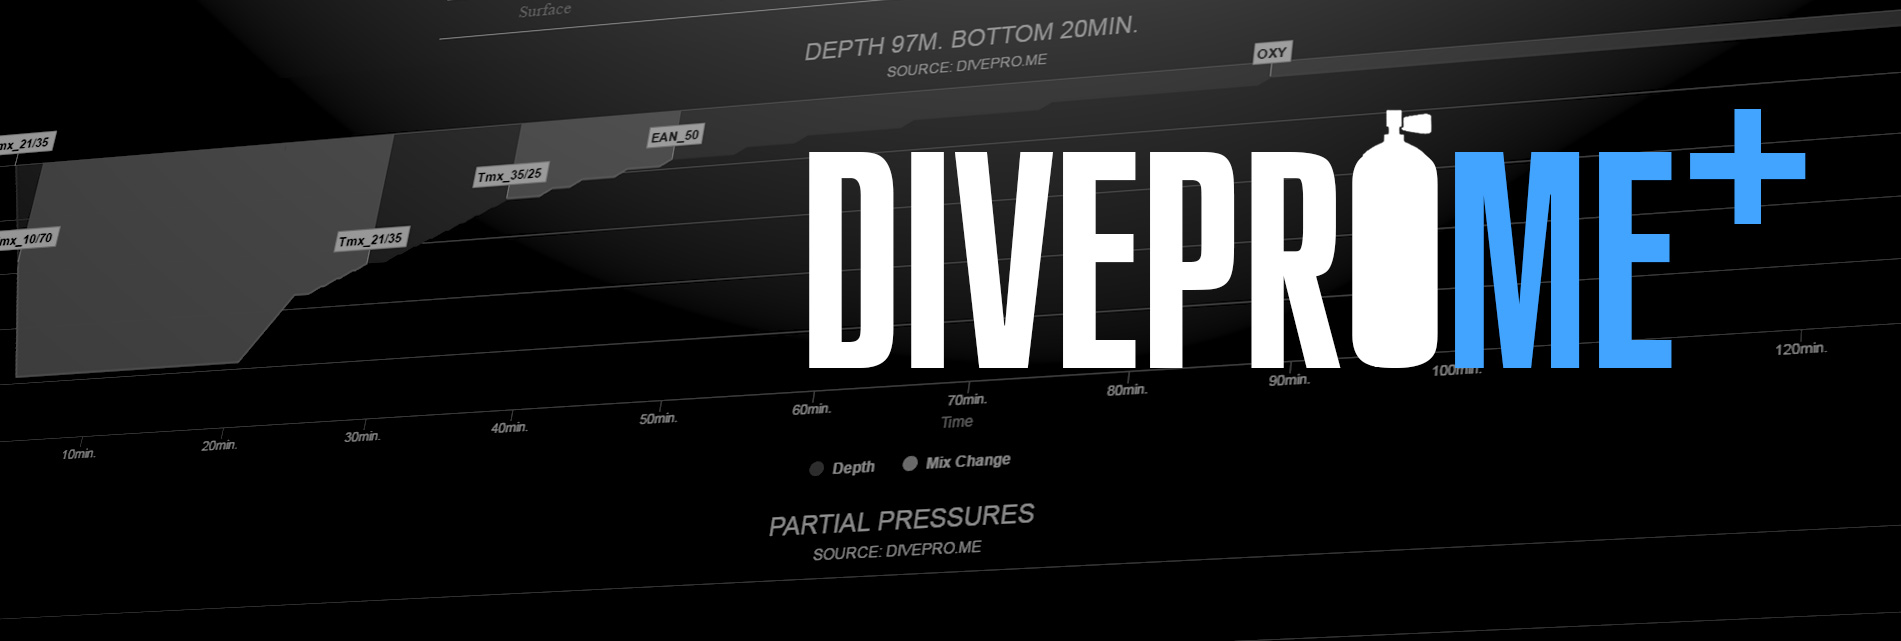 Surface
DEPTH 97M. BOTTOM 20MIN.
SOURCE: DIVEPRO.ME
OXY
mx_21/35
EAN_50
Tmx_35/25
mx_10/70
Tmx_21/35
DIVEPROME+
10min.
20min.
30min.
40min.
50min.
60min.
70min.
80min.
90min.
100min.
120min.
Time
Depth
Mix Change
PARTIAL PRESSURES
SOURCE: DIVEPRO.ME